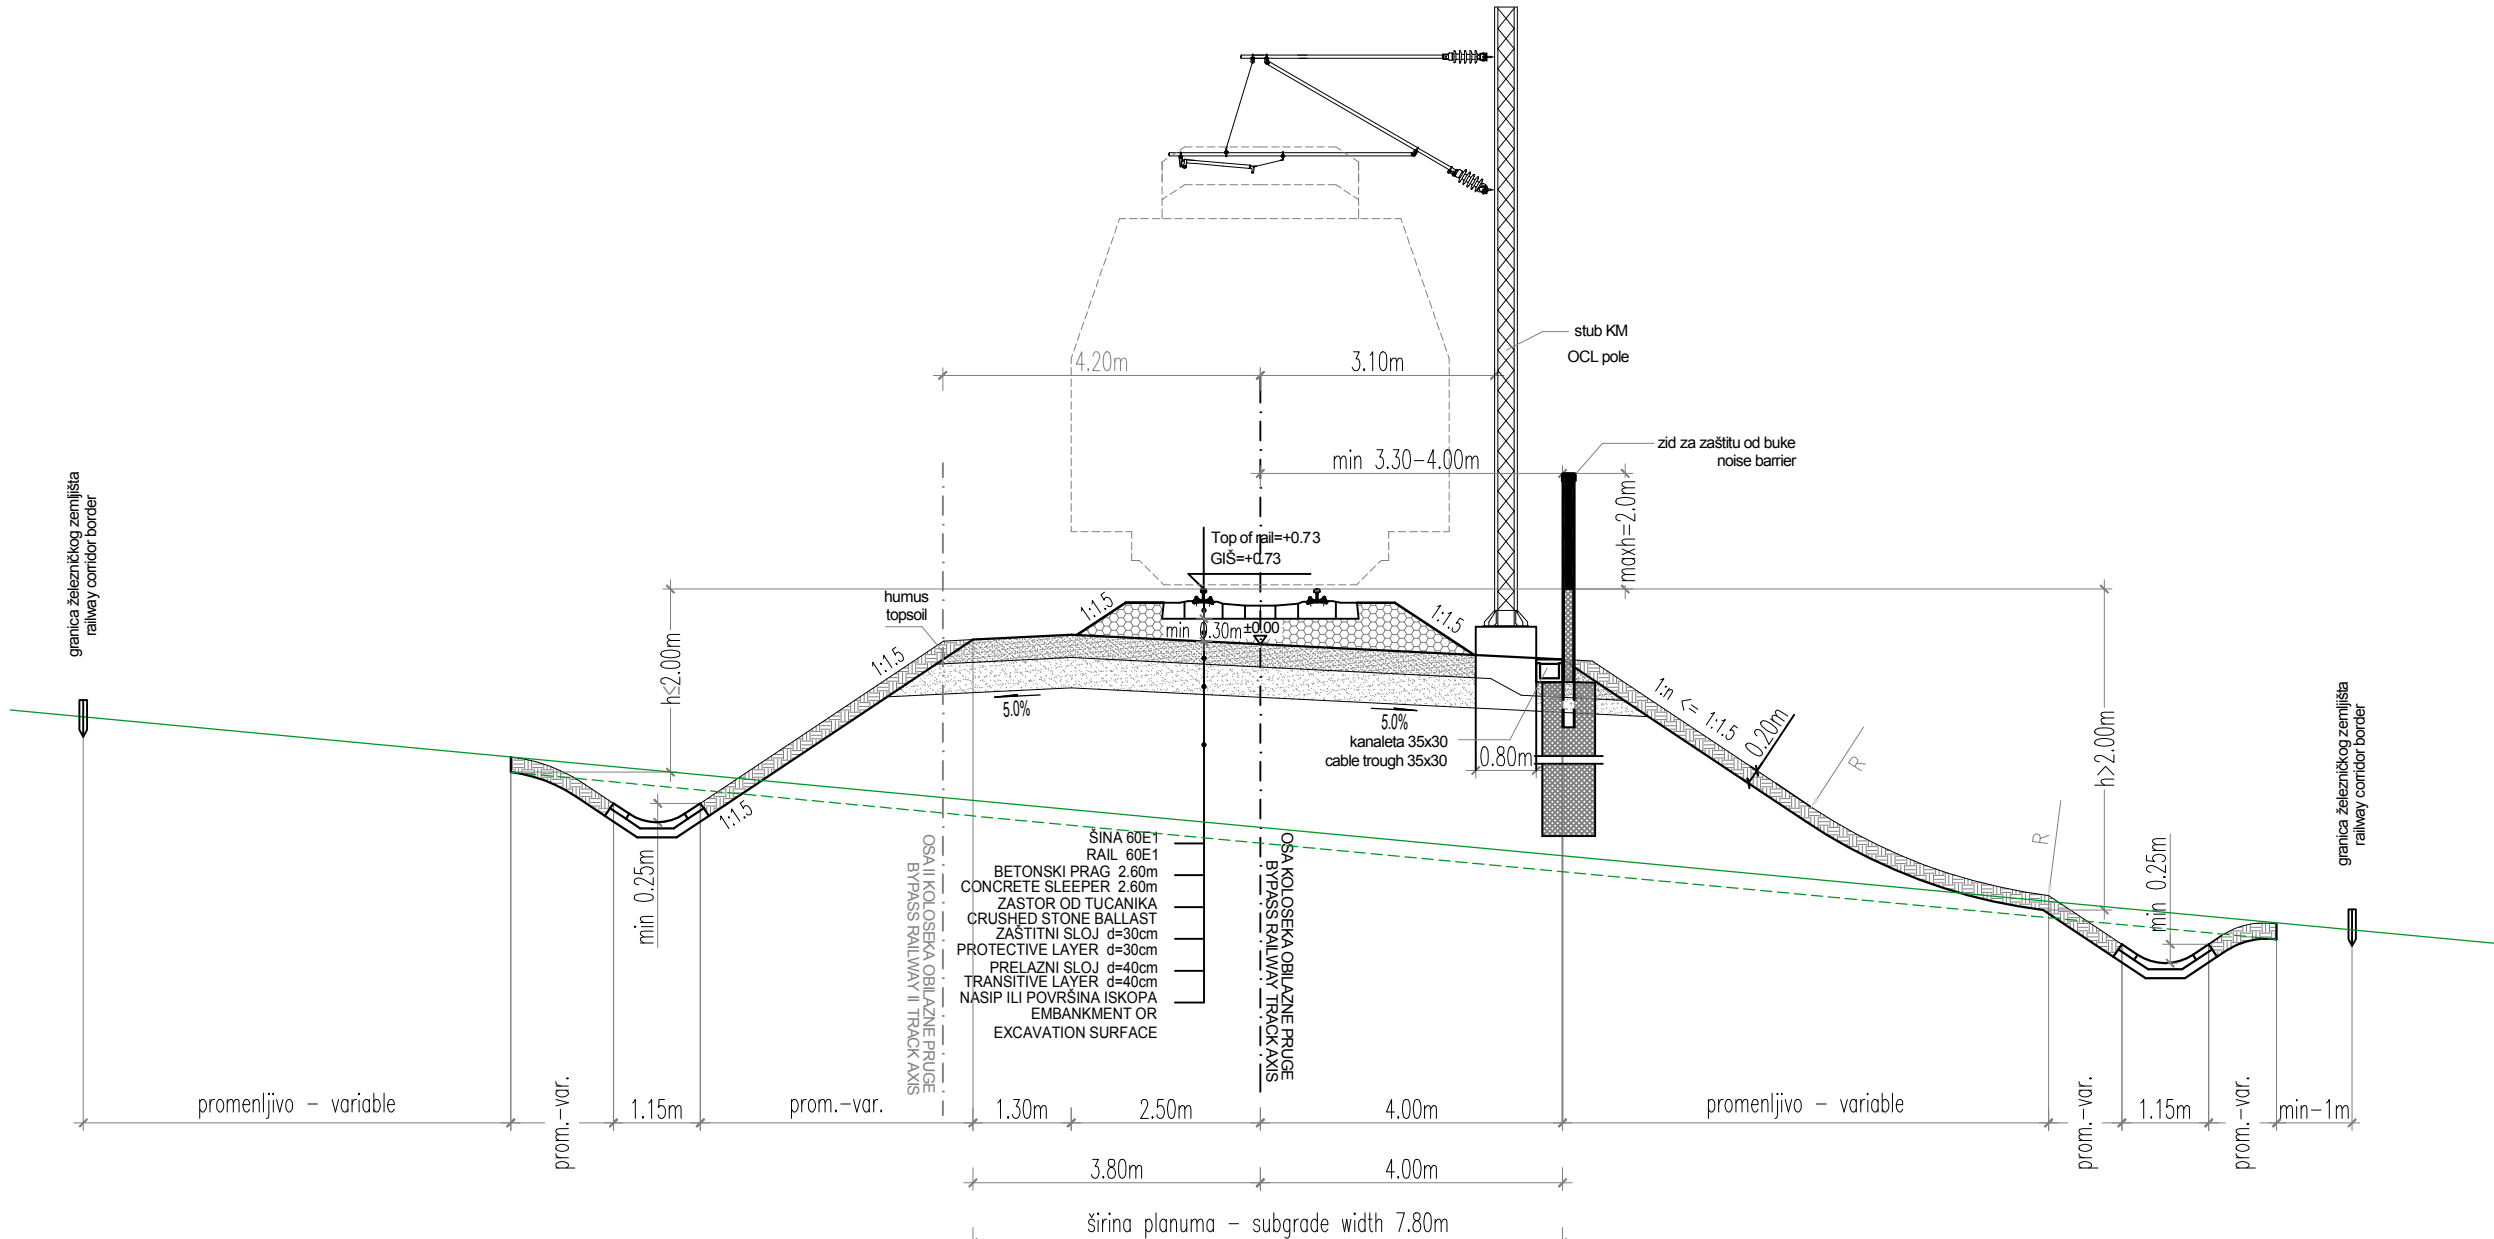 stub KM
OCL pole
4.20m
3.10m
zid za zaštitu od buke
noise barrier
min 3.30-4.00m
maxh=2.0m
granica železničkog zemljišta
railway corridor border
Top of rail=+0.73
GIŠ=+0.73
humus
topsoil
1:1.5
1:1.5
min 0.30m
±0.00
h≤2.00m
1:1.5
1:n <= 1:1.5
0.20m
5.0%
5.0%
kanaleta 35x30
cable trough 35x30
0.80m
R
R
h>2.00m
granica železničkog zemljišta
railway corridor border
1:1.5
min 0.25m
min 0.25m
ŠINA 60E1
RAIL 60E1
BETONSKI PRAG 2.60m
CONCRETE SLEEPER 2.60m
ZASTOR OD TUCANIKA
CRUSHED STONE BALLAST
ZAŠTITNI SLOJ d=30cm
PROTECTIVE LAYER d=30cm
PRELAZNI SLOJ d=40cm
TRANSITIVE LAYER d=40cm
NASIP ILI POVRŠINA ISKOPA
EMBANKMENT OR
EXCAVATION SURFACE
OSA II KOLOSEKA OBILAZNE PRUGE
BYPASS RAILWAY II TRACK AXIS
OSA KOLOSEKA OBILAZNE PRUGE
BYPASS RAILWAY TRACK AXIS
promenljivo - variable
prom.-var.
1.15m
prom.-var.
1.30m
2.50m
4.00m
promenljivo - variable
prom.-var.
1.15m
prom.-var.
min-1m
3.80m
4.00m
širina planuma - subgrade width 7.80m